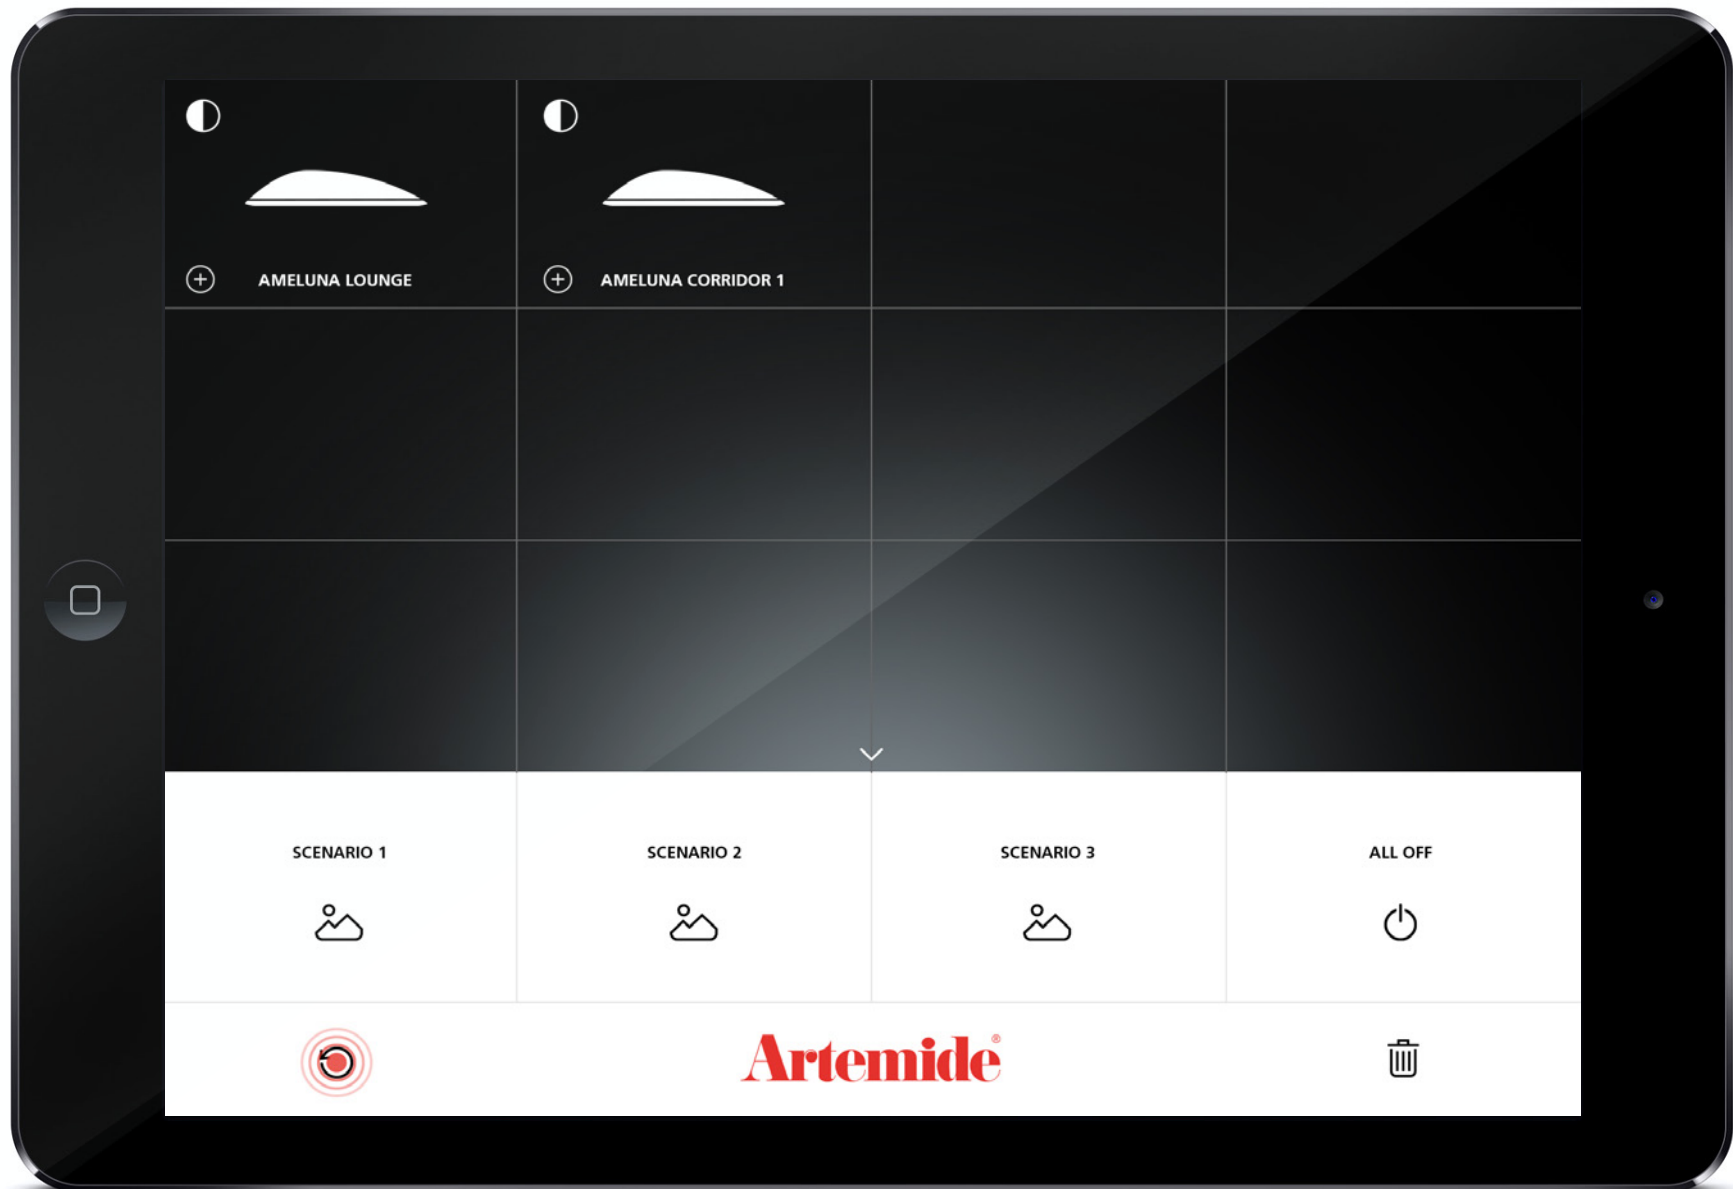 AMELUNA LOUNGE
AMELUNA CORRIDOR 1
SCENARIO 1
SCENARIO 2
SCENARIO 3
ALL OFF
Artemide®